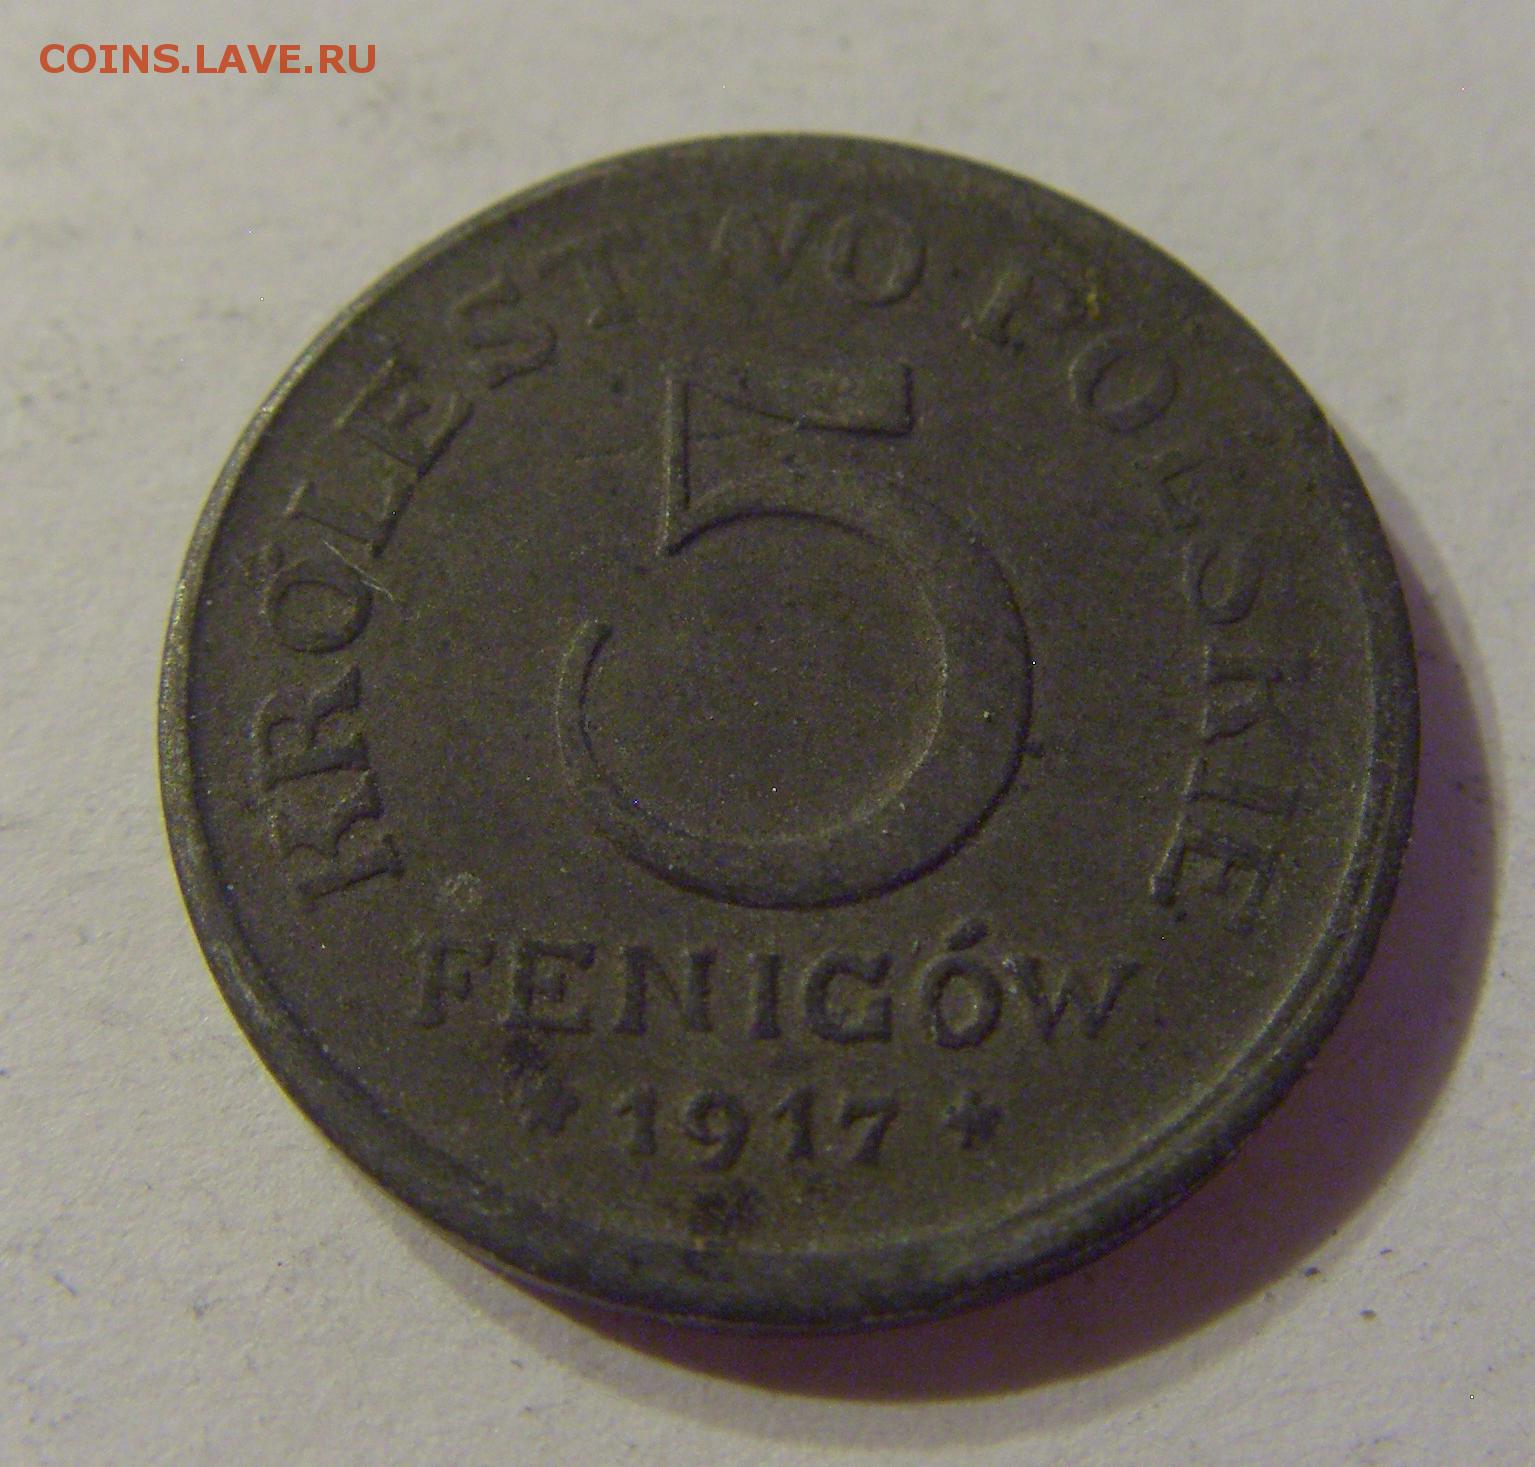 COINS.LAVE.RU
KRÓLESTWO POLSKIE
5
FENIGÓW
* 1917 *